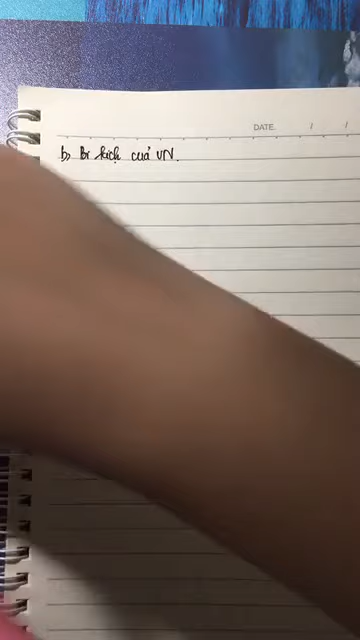 DATE. / /
b, Bi kịch của VN.